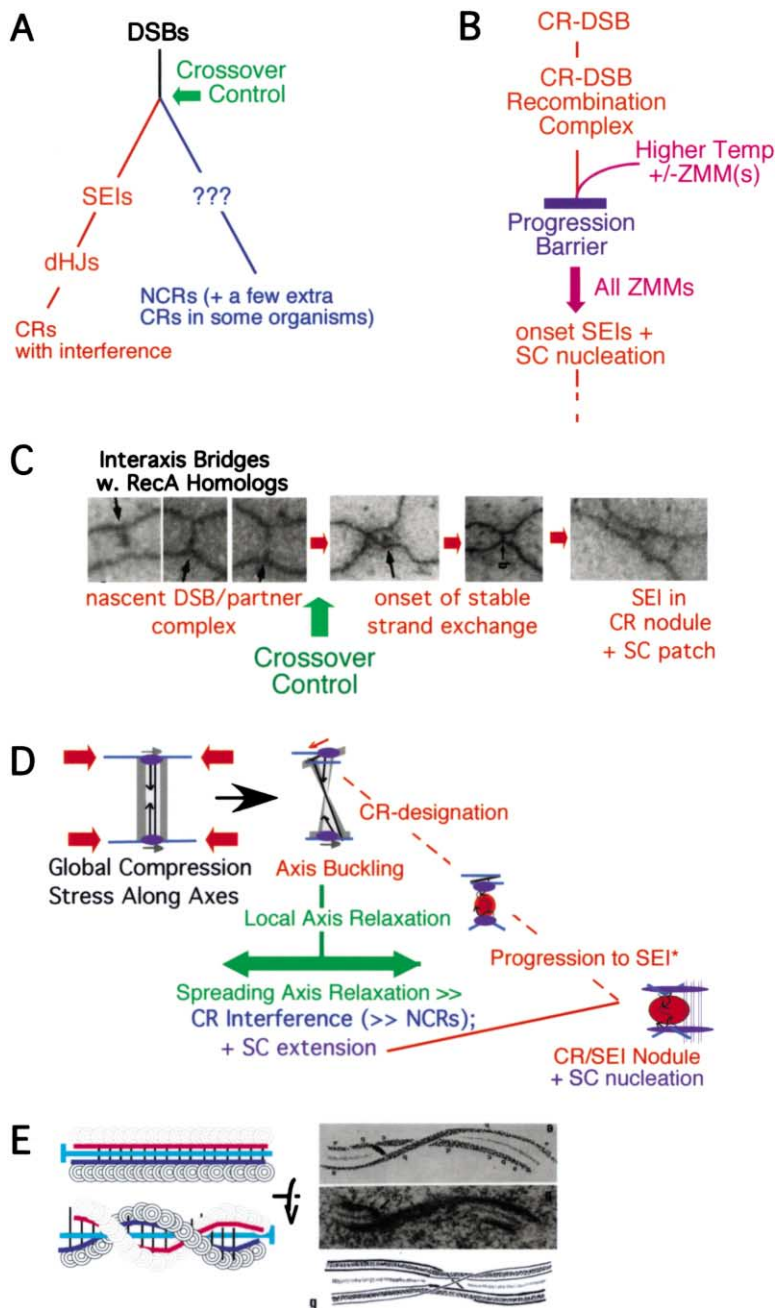 A
DSBs
Crossover
Control
SEIs
???
dHJs
NCRs (+ a few extra
CRs in some organisms)
CRs
with interference
B
CR-DSB
CR-DSB
Recombination
Complex
Higher Temp
+/-ZMM(s)
Progression
Barrier
All ZMMs
onset SEIs +
SC nucleation
C
Interaxis Bridges
w. RecA Homologs
nascent DSB/partner
complex
onset of stable
strand exchange
SEI in
CR nodule
+ SC patch
Crossover
Control
D
Global Compression
Stress Along Axes
Axis Buckling
CR-designation
Local Axis Relaxation
Progression to SEI*
Spreading Axis Relaxation >>
CR Interference (>> NCRs);
+ SC extension
CR/SEI Nodule
+ SC nucleation
E
g